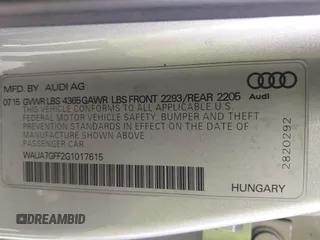 MFD. BY AUDI AG
07 15 GVWR LBS 4365 GAWR LBS FRONT 2293/REAR 2205
THIS VEHICLE CONFORMS TO ALL APPLICABLE U.S.
FEDERAL MOTOR VEHICLE SAFETY, BUMPER AND THEFT
PREVENTION STANDARDS IN EFFECT ON THE DATE OF
MANUFACTURE SHOWN ABOVE
PASSENGER CAR
WAUA7GFF2G1017615
HUNGARY
Audi
2820292
DREAMBID